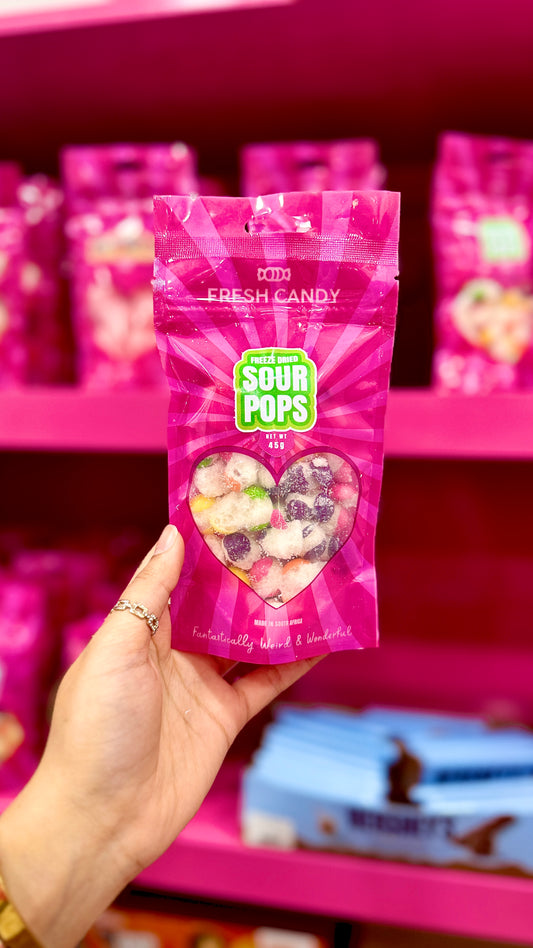 FRESH CANDY
FREEZE DRIED
SOUR
POPS
NET WT
45g
MADE IN SOUTH AFRICA
Fantastically Weird & Wonderful
HERSHEY'S